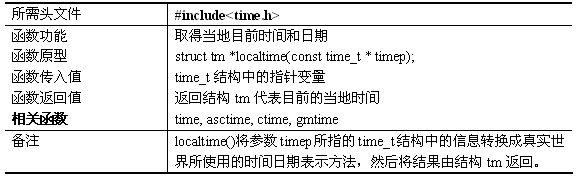 所需头文件 #include<time.h>
函数功能 取得当地目前时间和日期
函数原型 struct tm *localtime(const time_t * timep);
函数传入值 time_t 结构中的指针变量
函数返回值 返回结构 tm 代表目前的当地时间
相关函数 time, asctime, ctime, gmtime
备注 localtime()将参数 timep 所指的 time_t 结构中的信息转换成真实世
界所使用的时间日期表示方法，然后将结果由结构 tm 返回。